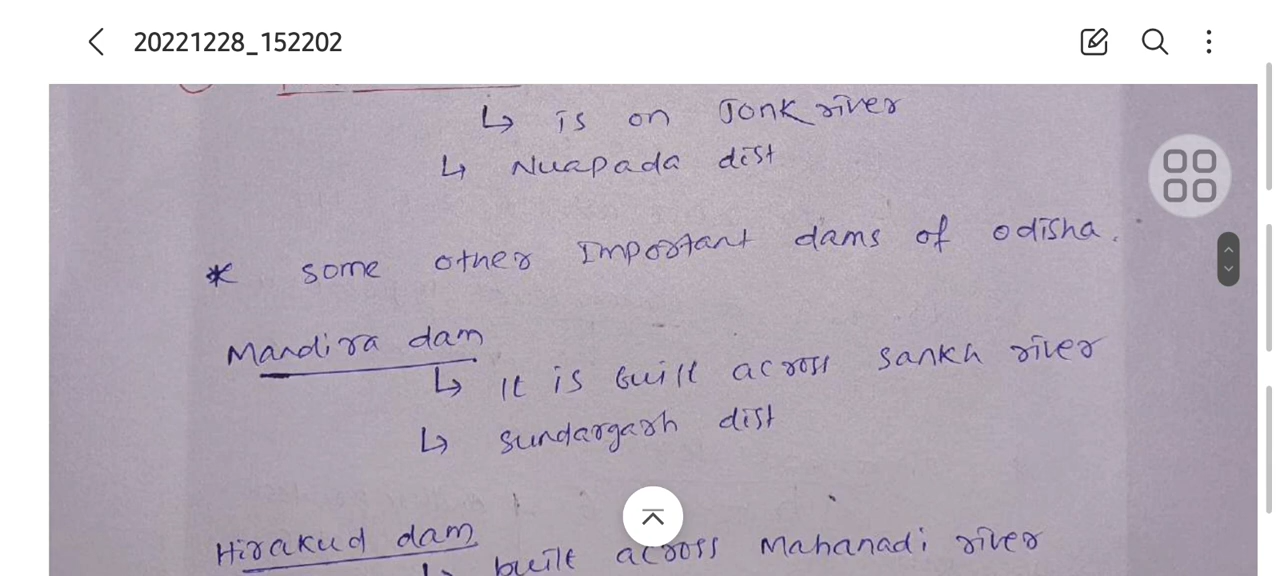 20221228_152202
↳ is on Jonk river
↳ Nuapada dist
* some other Important dams of odisha.
Mandira dam
↳ It is built across sankh river
↳ sundargarh dist
Hirakud dam
↳ built across Mahanadi river